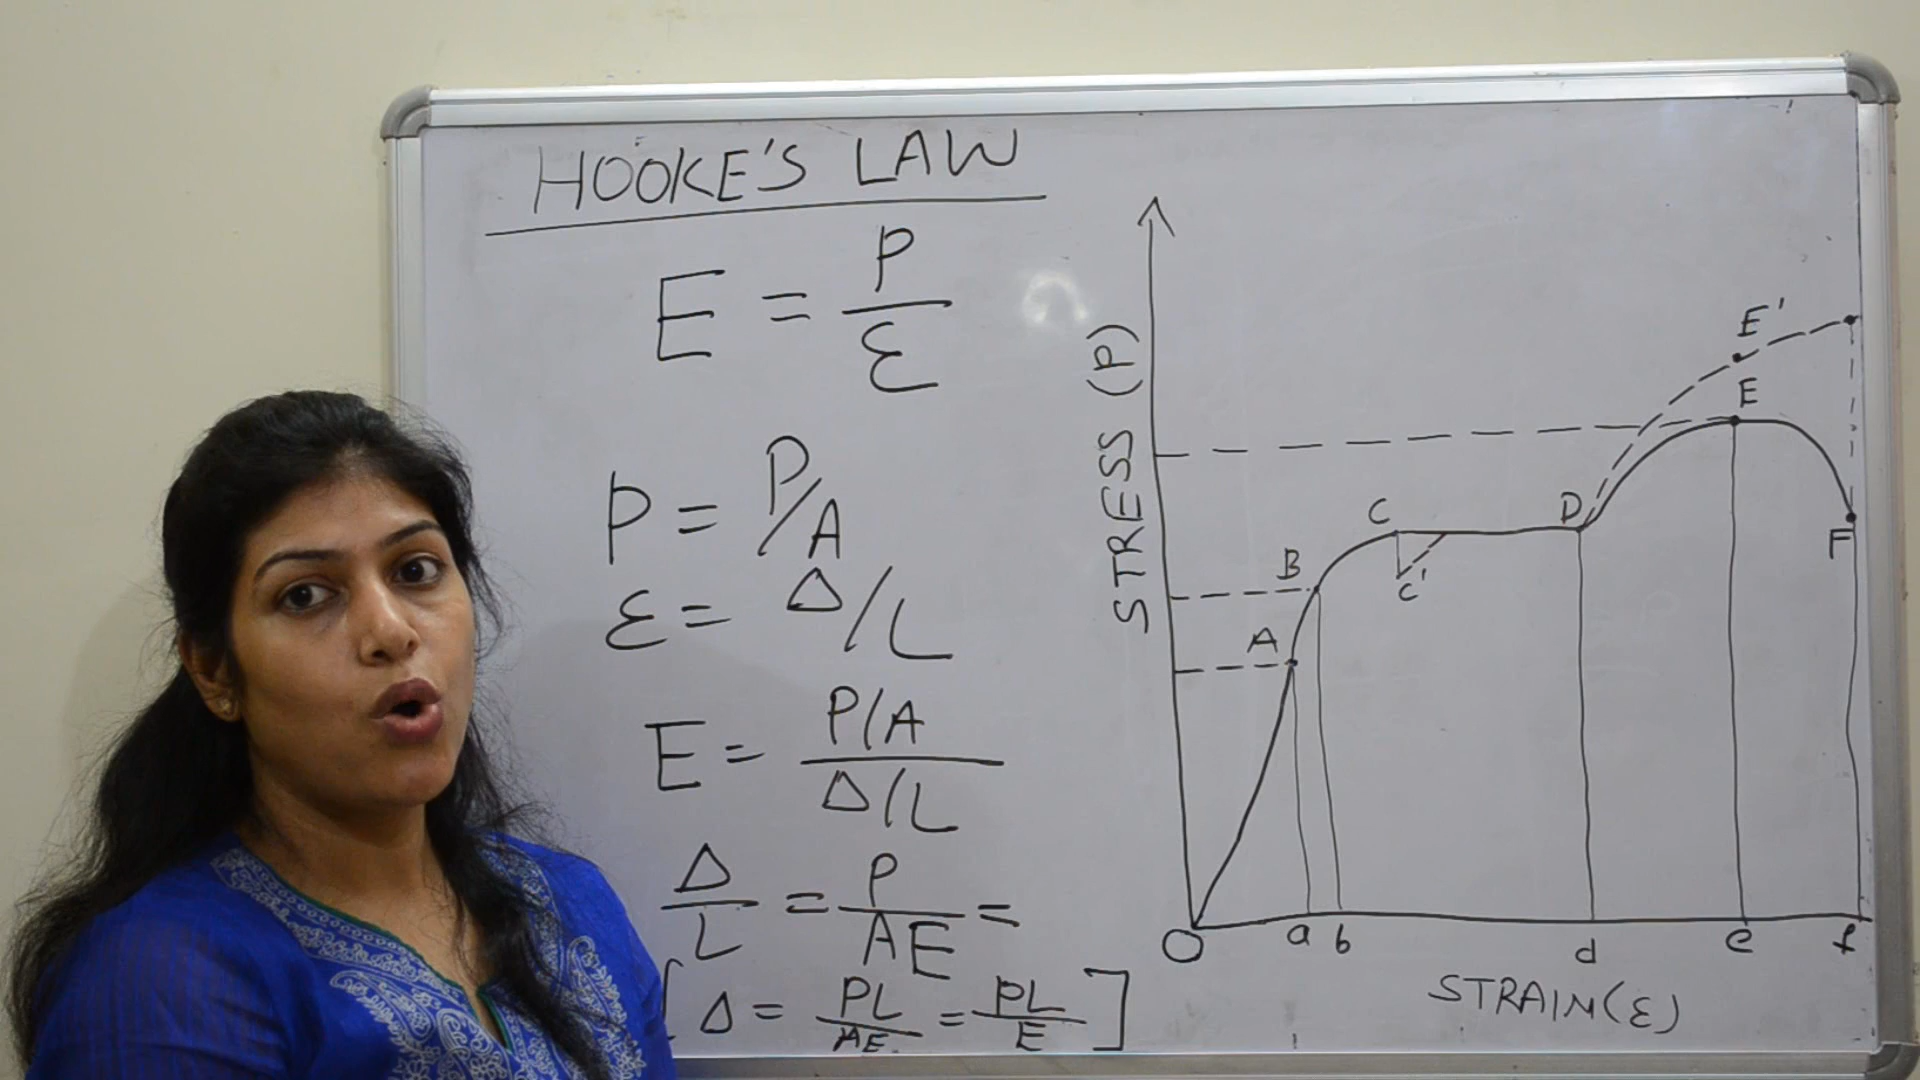 HOOKE'S LAW
E = P/ε
P = P/A
ε = Δ/L
E = P/A / Δ/L
Δ/L = P/AE =
[Δ = PL/AE = PL/E]
STRESS (P)
E'
E
C
D
F
B
C'
A
O
a
b
d
e
f
STRAIN(ε)